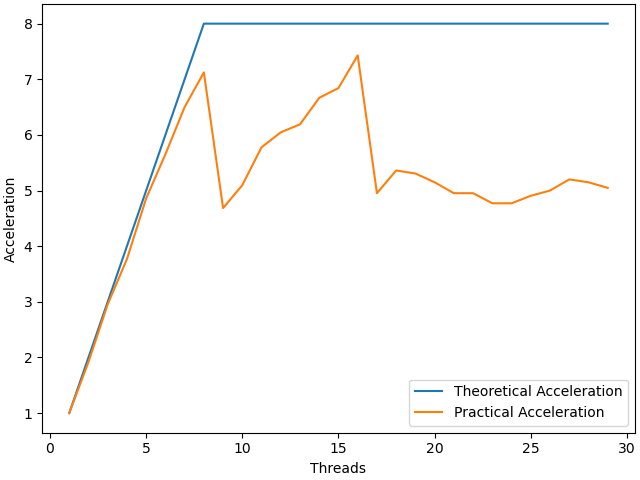 8
7
6
5
4
3
2
1
Acceleration
0 5 10 15 20 25 30
Threads
Theoretical Acceleration
Practical Acceleration